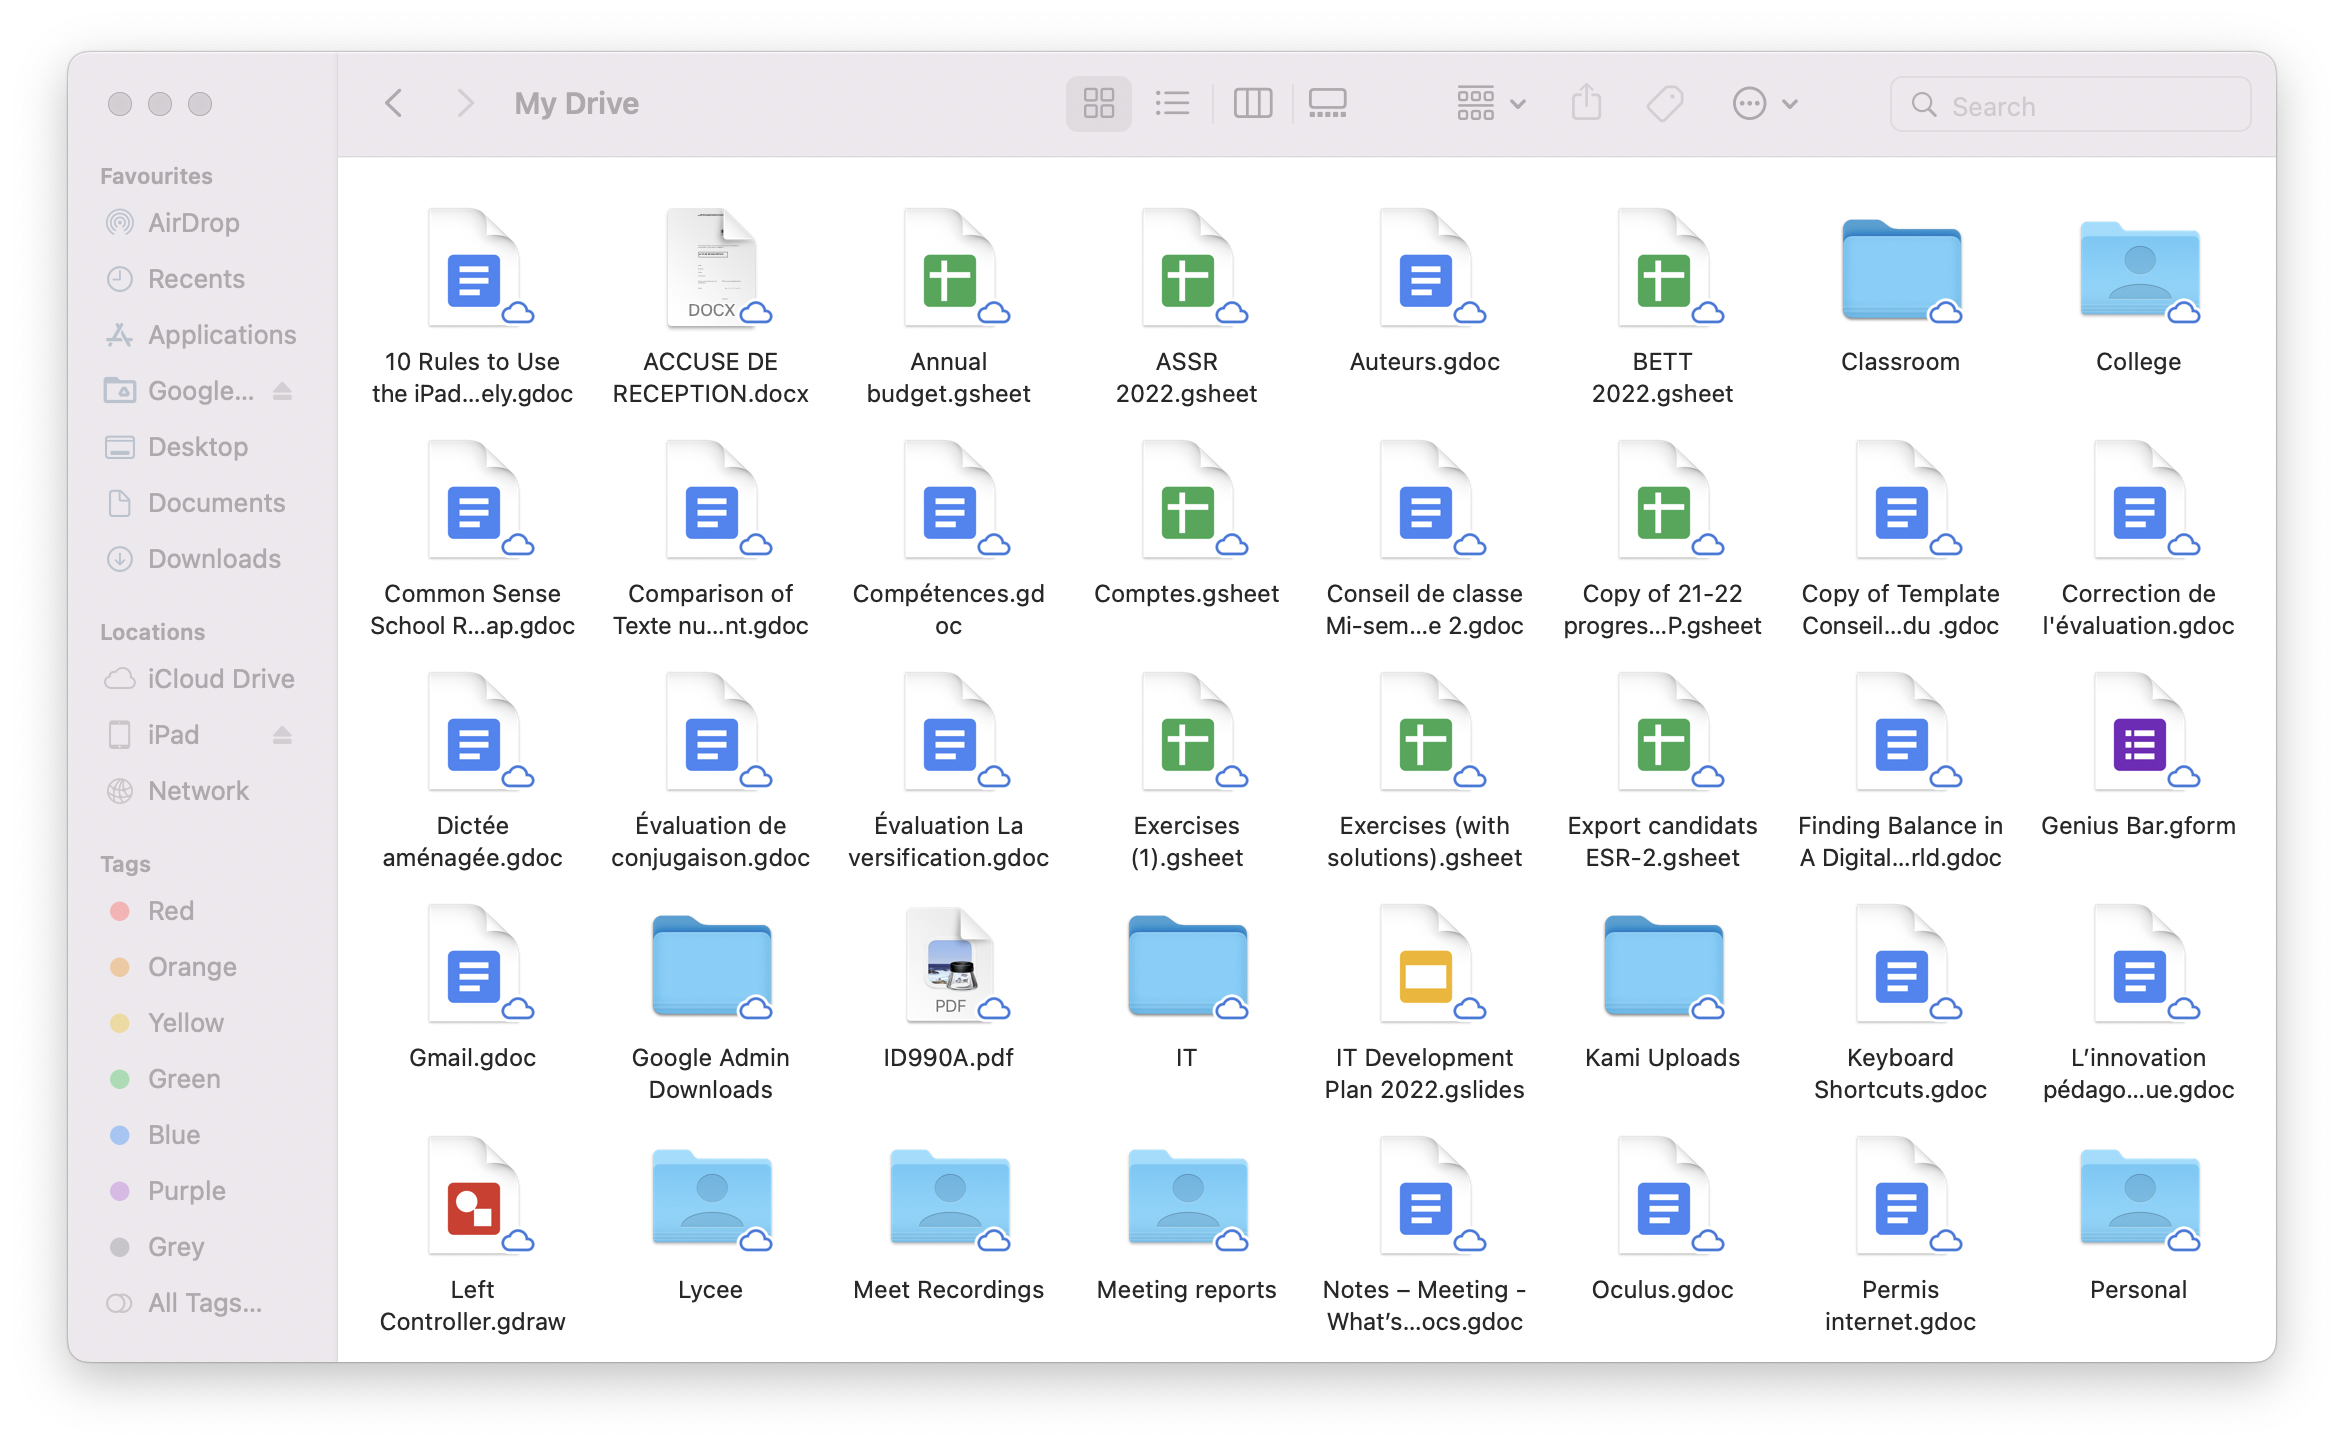 My Drive
Search
Favourites
AirDrop
Recents
Applications
Google...
Desktop
Documents
Downloads
Locations
iCloud Drive
iPad
Network
Tags
Red
Orange
Yellow
Green
Blue
Purple
Grey
All Tags...
10 Rules to Use
the iPad...ely.gdoc
DOCX
ACCUSE DE
RECEPTION.docx
Annual
budget.gsheet
ASSR
2022.gsheet
Auteurs.gdoc
BETT
2022.gsheet
Classroom
College
Common Sense
School R...ap.gdoc
Comparison of
Texte nu...nt.gdoc
Compétences.gd
oc
Comptes.gsheet
Conseil de classe
Mi-sem...e 2.gdoc
Copy of 21-22
progres...P.gsheet
Copy of Template
Conseil...du .gdoc
Correction de
l'évaluation.gdoc
Dictée
aménagée.gdoc
Évaluation de
conjugaison.gdoc
Évaluation La
versification.gdoc
Exercises
(1).gsheet
Exercises (with
solutions).gsheet
Export candidats
ESR-2.gsheet
Finding Balance in
A Digital...rld.gdoc
Genius Bar.gform
Gmail.gdoc
Google Admin
Downloads
PDF
ID990A.pdf
IT
IT Development
Plan 2022.gslides
Kami Uploads
Keyboard
Shortcuts.gdoc
L’innovation
pédago...ue.gdoc
Left
Controller.gdraw
Lycee
Meet Recordings
Meeting reports
Notes – Meeting -
What’s...ocs.gdoc
Oculus.gdoc
Permis
internet.gdoc
Personal